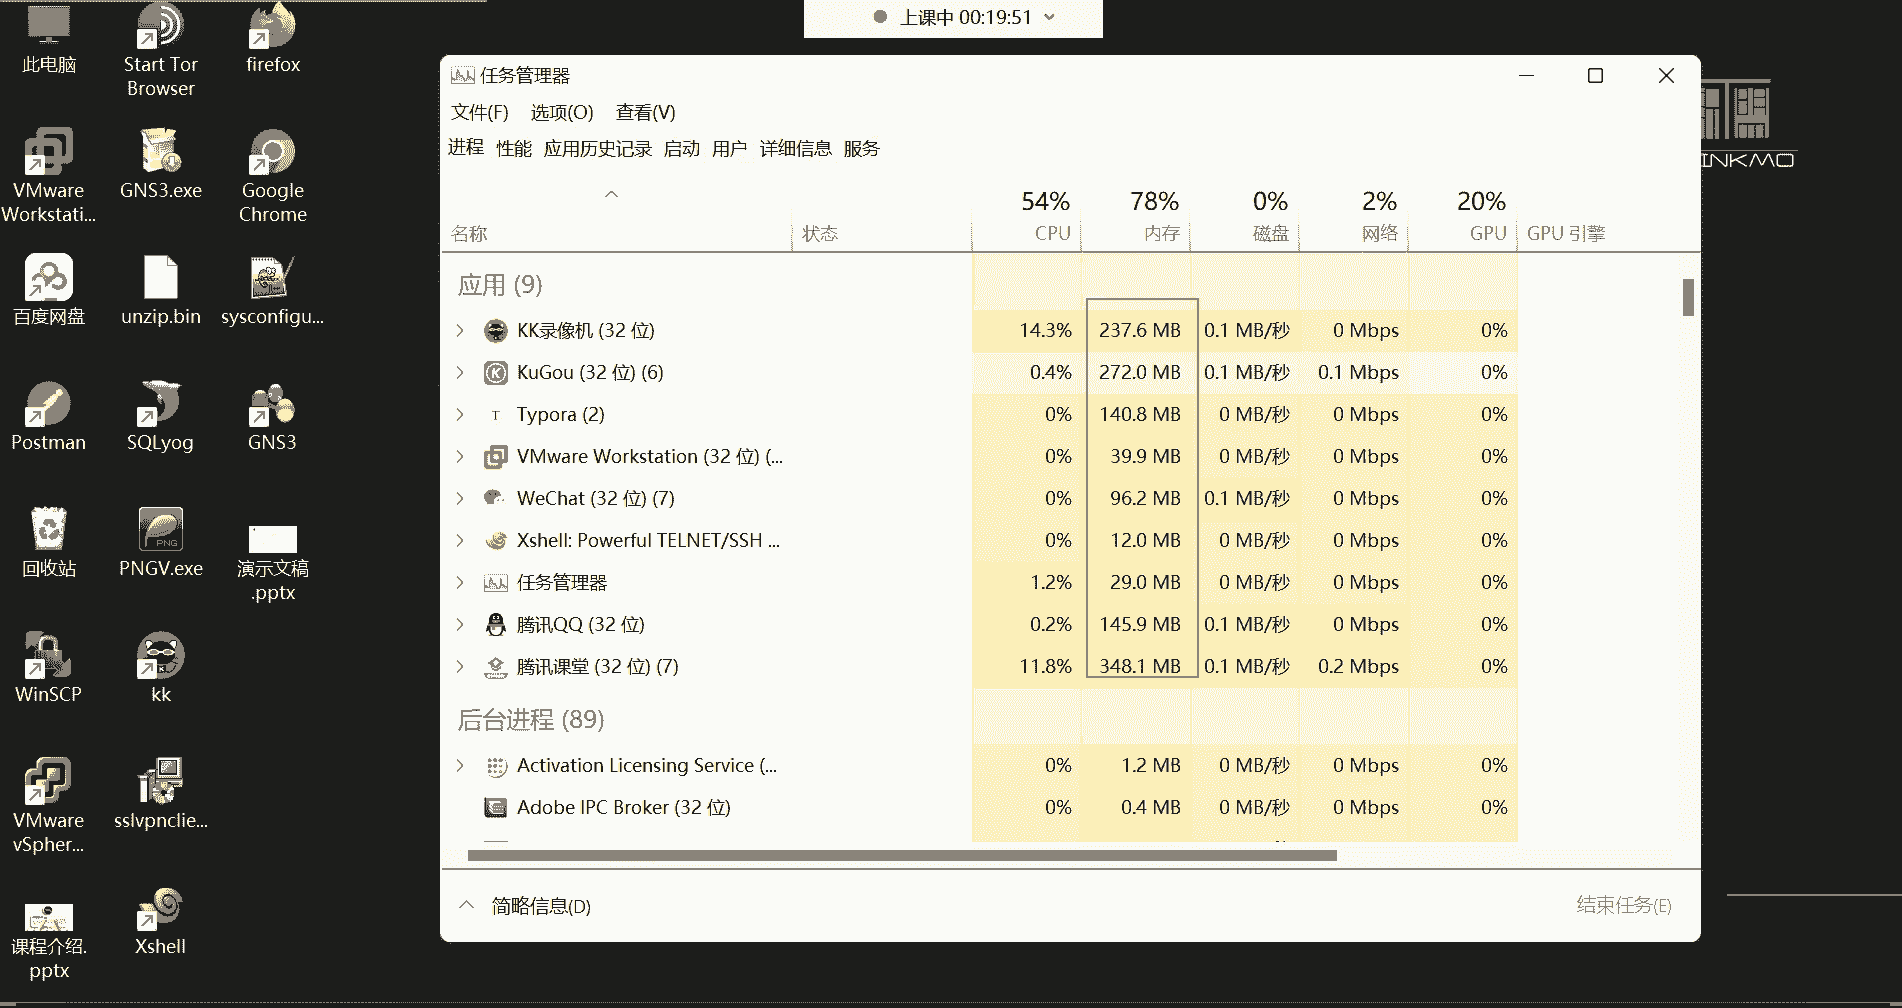 上课中 00:19:51
此电脑
Start Tor
Browser
firefox
VMware
Workstati...
GNS3.exe
Google
Chrome
百度网盘
unzip.bin
sysconfigu...
Postman
SQLyog
GNS3
回收站
PNG
PNGV.exe
演示文稿
.pptx
WinSCP
kk
VMware
vSpher...
sslvpnclie...
课程介绍.
pptx
Xshell
INKMO
任务管理器
文件(F) 选项(O) 查看(V)
进程 性能 应用历史记录 启动 用户 详细信息 服务
54% 78% 0% 2% 20%
名称 状态 CPU 内存 磁盘 网络 GPU GPU 引擎
应用 (9)
KK录像机 (32 位) 14.3% 237.6 MB 0.1 MB/秒 0 Mbps 0%
KuGou (32 位) (6) 0.4% 272.0 MB 0.1 MB/秒 0.1 Mbps 0%
Typora (2) 0% 140.8 MB 0 MB/秒 0 Mbps 0%
VMware Workstation (32 位) (... 0% 39.9 MB 0 MB/秒 0 Mbps 0%
WeChat (32 位) (7) 0% 96.2 MB 0.1 MB/秒 0 Mbps 0%
Xshell: Powerful TELNET/SSH ... 0% 12.0 MB 0 MB/秒 0 Mbps 0%
任务管理器 1.2% 29.0 MB 0 MB/秒 0 Mbps 0%
腾讯QQ (32 位) 0.2% 145.9 MB 0.1 MB/秒 0 Mbps 0%
腾讯课堂 (32 位) (7) 11.8% 348.1 MB 0.1 MB/秒 0.2 Mbps 0%
后台进程 (89)
Activation Licensing Service (... 0% 1.2 MB 0 MB/秒 0 Mbps 0%
Adobe IPC Broker (32 位) 0% 0.4 MB 0 MB/秒 0 Mbps 0%
简略信息(D)
结束任务(E)